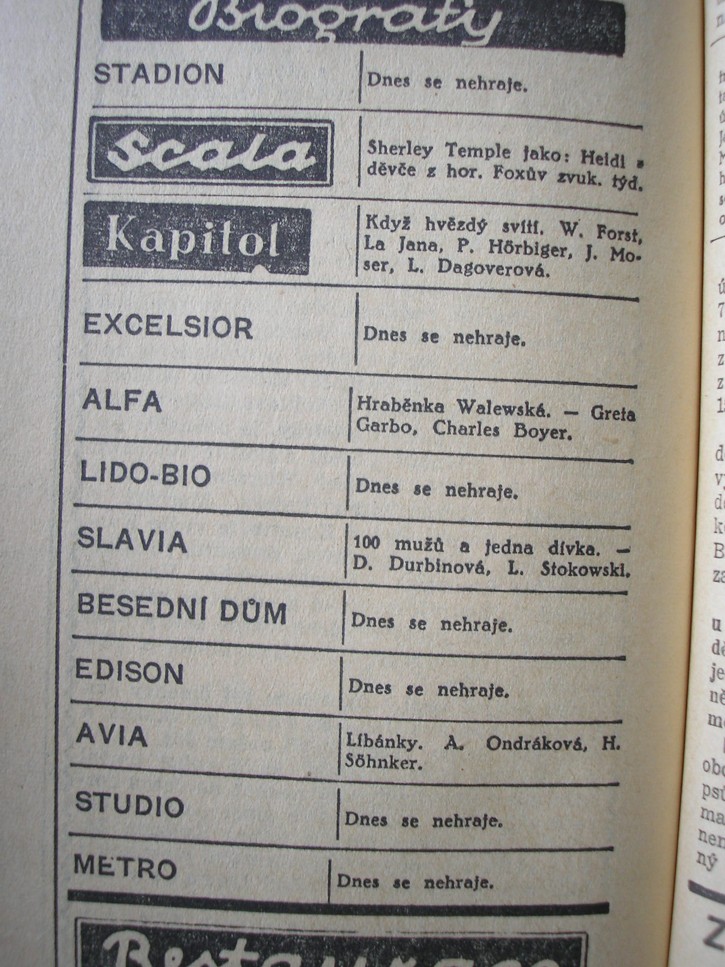 Biografy
STADION
Dnes se nehraje.
Scala
Sherley Temple jako: Heidi
děvče z hor. Foxův zvuk. týd.
Kapitol
Když hvězdý svítí. W. Forst,
La Jana, P. Hörbiger, J. Mo-
ser, L. Dagoverová.
EXCELSIOR
Dnes se nehraje.
ALFA
Hraběnka Walewská. — Greta
Garbo, Charles Boyer.
LIDO-BIO
Dnes se nehraje.
SLAVIA
100 mužů a jedna dívka. —
D. Durbinová, L. Stokowski.
BESEDNÍ DŮM
Dnes se nehraje.
EDISON
Dnes se nehraje.
AVIA
Líbánky. A. Ondráková, H.
Söhnker.
STUDIO
Dnes se nehraje.
METRO
Dnes se nehraje.